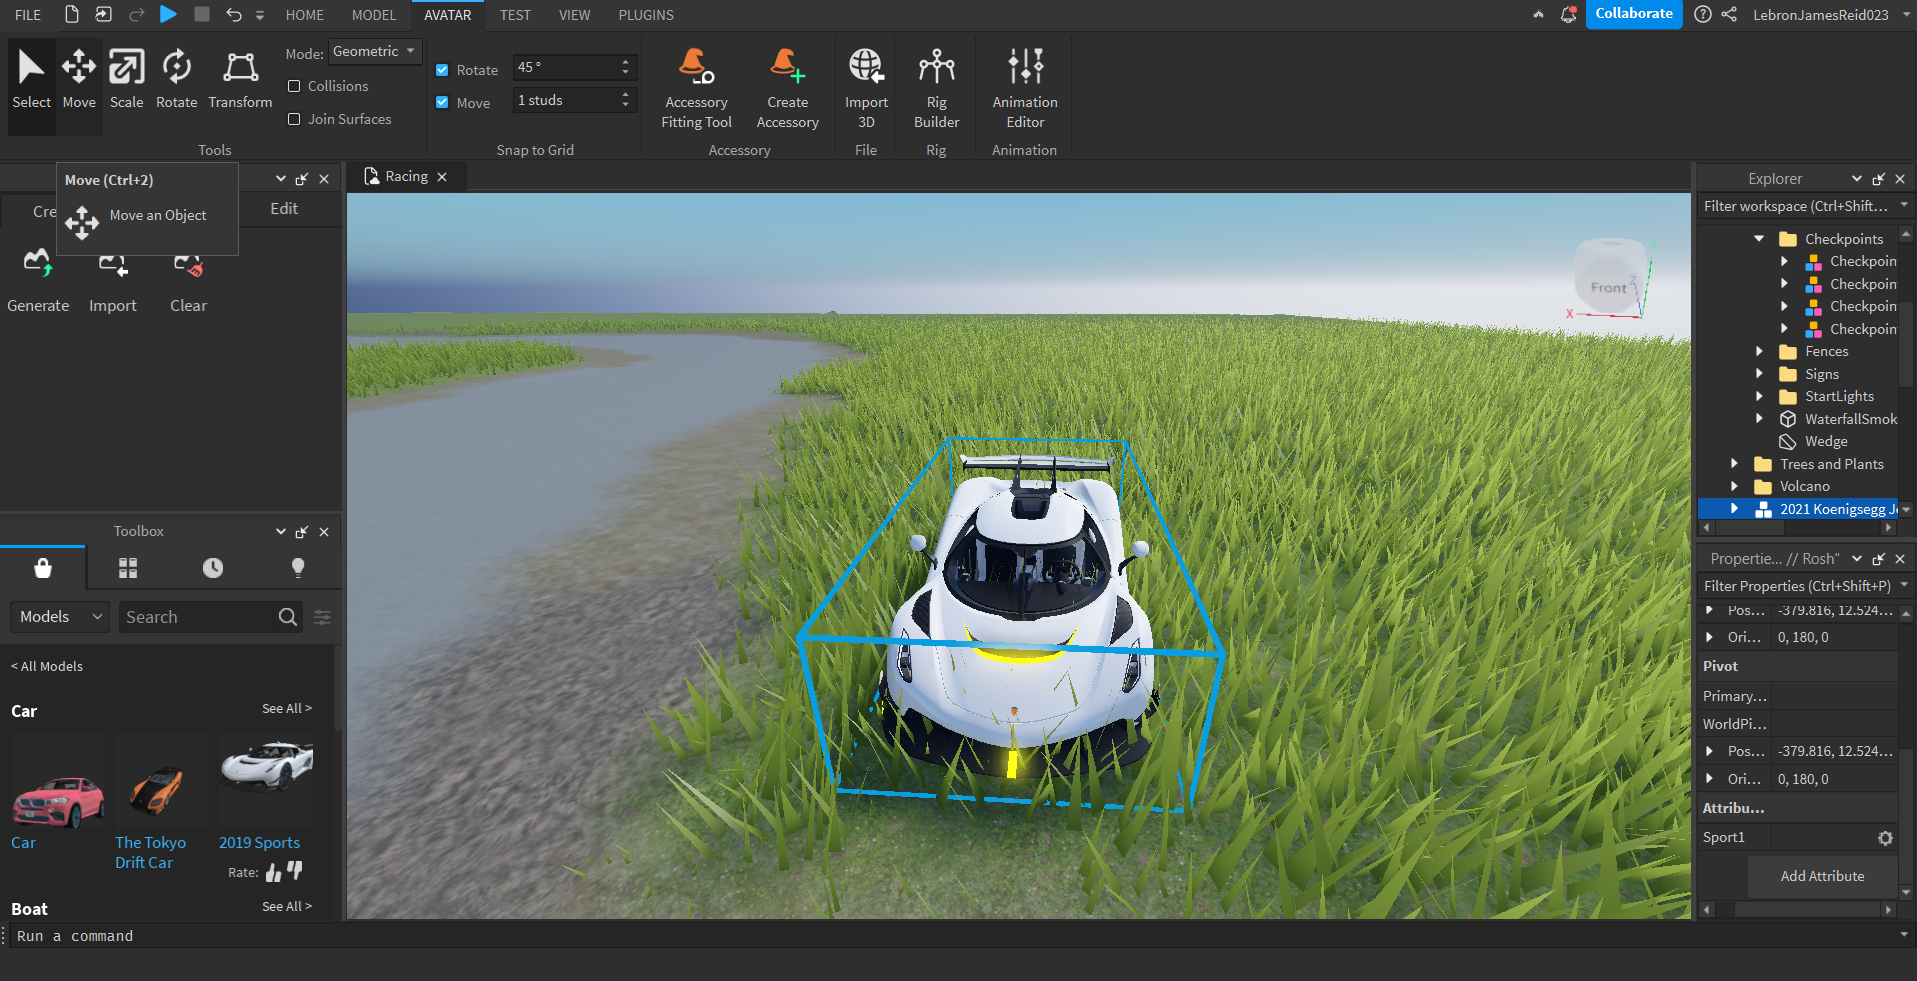 FILE
HOME
MODEL
AVATAR
TEST
VIEW
PLUGINS
Collaborate
LebronJamesReid023
Select
Move
Scale
Rotate
Transform
Mode:
Geometric
Collisions
Join Surfaces
Tools
Rotate
45 °
Move
1 studs
Snap to Grid
Accessory
Fitting Tool
Create
Accessory
Accessory
Import
3D
File
Rig
Builder
Rig
Animation
Editor
Animation
Move (Ctrl+2)
Move an Object
Cre
Edit
Generate
Import
Clear
Racing
Front
X
Y
Z
Toolbox
Models
Search
< All Models
Car
See All >
Car
The Tokyo
Drift Car
2019 Sports
Rate:
Boat
See All >
Explorer
Filter workspace (Ctrl+Shift...
Checkpoints
Checkpoin
Checkpoin
Checkpoin
Checkpoin
Fences
Signs
StartLights
WaterfallSmok
Wedge
Trees and Plants
Volcano
2021 Koenigsegg Je
Propertie... // Rosh"
Filter Properties (Ctrl+Shift+P)
Pos... -379.816, 12.524...
Ori... 0, 180, 0
Pivot
Primary...
WorldPi...
Pos... -379.816, 12.524...
Ori... 0, 180, 0
Attribu...
Sport1
Add Attribute
Run a command